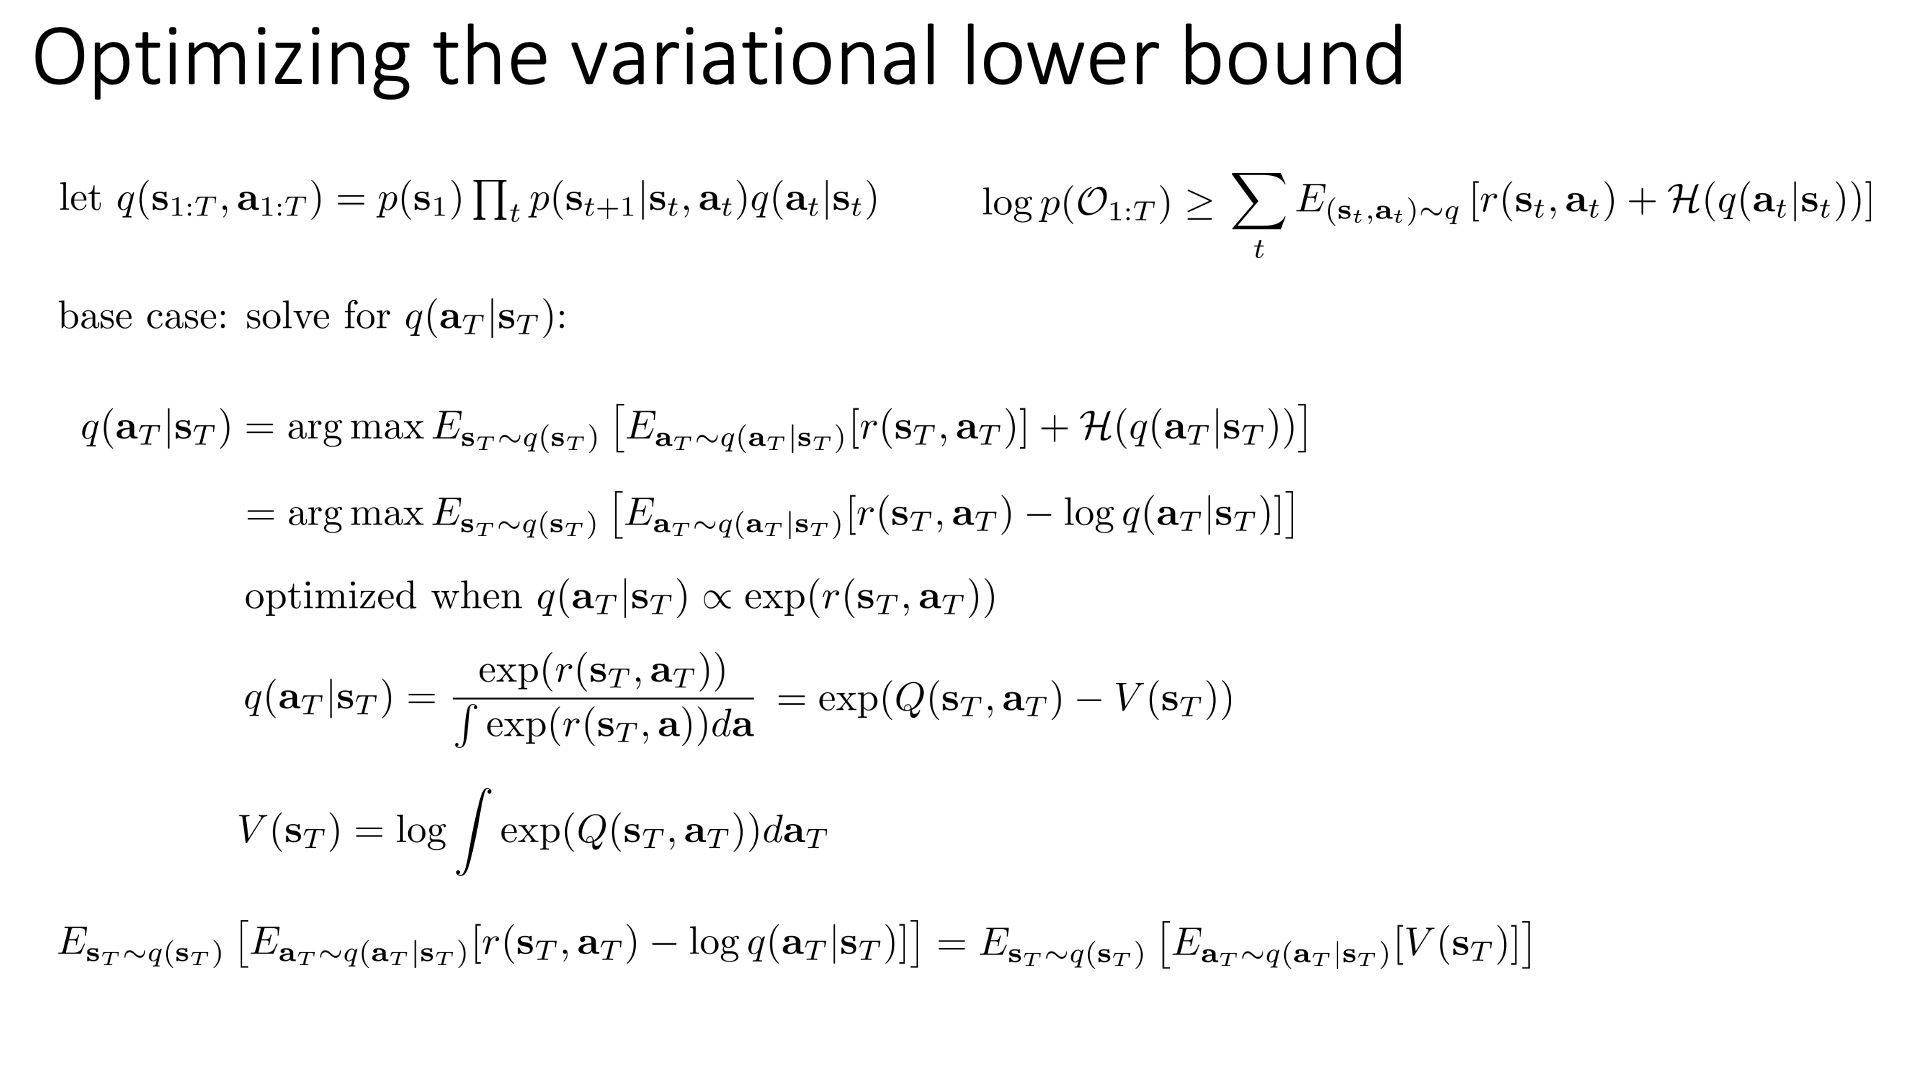 Optimizing the variational lower bound
let $q(\mathbf{s}_{1:T}, \mathbf{a}_{1:T}) = p(\mathbf{s}_1) \prod_t p(\mathbf{s}_{t+1}|\mathbf{s}_t, \mathbf{a}_t) q(\mathbf{a}_t|\mathbf{s}_t)$
$\log p(\mathcal{O}_{1:T}) \geq \sum_t E_{(\mathbf{s}_t, \mathbf{a}_t) \sim q} [r(\mathbf{s}_t, \mathbf{a}_t) + \mathcal{H}(q(\mathbf{a}_t|\mathbf{s}_t))]$
base case: solve for $q(\mathbf{a}_T|\mathbf{s}_T)$:
$q(\mathbf{a}_T|\mathbf{s}_T) = \arg\max E_{\mathbf{s}_T \sim q(\mathbf{s}_T)} \left[ E_{\mathbf{a}_T \sim q(\mathbf{a}_T|\mathbf{s}_T)} [r(\mathbf{s}_T, \mathbf{a}_T)] + \mathcal{H}(q(\mathbf{a}_T|\mathbf{s}_T)) \right]$
$= \arg\max E_{\mathbf{s}_T \sim q(\mathbf{s}_T)} \left[ E_{\mathbf{a}_T \sim q(\mathbf{a}_T|\mathbf{s}_T)} [r(\mathbf{s}_T, \mathbf{a}_T) - \log q(\mathbf{a}_T|\mathbf{s}_T)] \right]$
optimized when $q(\mathbf{a}_T|\mathbf{s}_T) \propto \exp(r(\mathbf{s}_T, \mathbf{a}_T))$
$q(\mathbf{a}_T|\mathbf{s}_T) = \frac{\exp(r(\mathbf{s}_T, \mathbf{a}_T))}{\int \exp(r(\mathbf{s}_T, \mathbf{a})) d\mathbf{a}} = \exp(Q(\mathbf{s}_T, \mathbf{a}_T) - V(\mathbf{s}_T))$
$V(\mathbf{s}_T) = \log \int \exp(Q(\mathbf{s}_T, \mathbf{a}_T)) d\mathbf{a}_T$
$E_{\mathbf{s}_T \sim q(\mathbf{s}_T)} \left[ E_{\mathbf{a}_T \sim q(\mathbf{a}_T|\mathbf{s}_T)} [r(\mathbf{s}_T, \mathbf{a}_T) - \log q(\mathbf{a}_T|\mathbf{s}_T)] \right] = E_{\mathbf{s}_T \sim q(\mathbf{s}_T)} \left[ E_{\mathbf{a}_T \sim q(\mathbf{a}_T|\mathbf{s}_T)} [V(\mathbf{s}_T)] \right]$